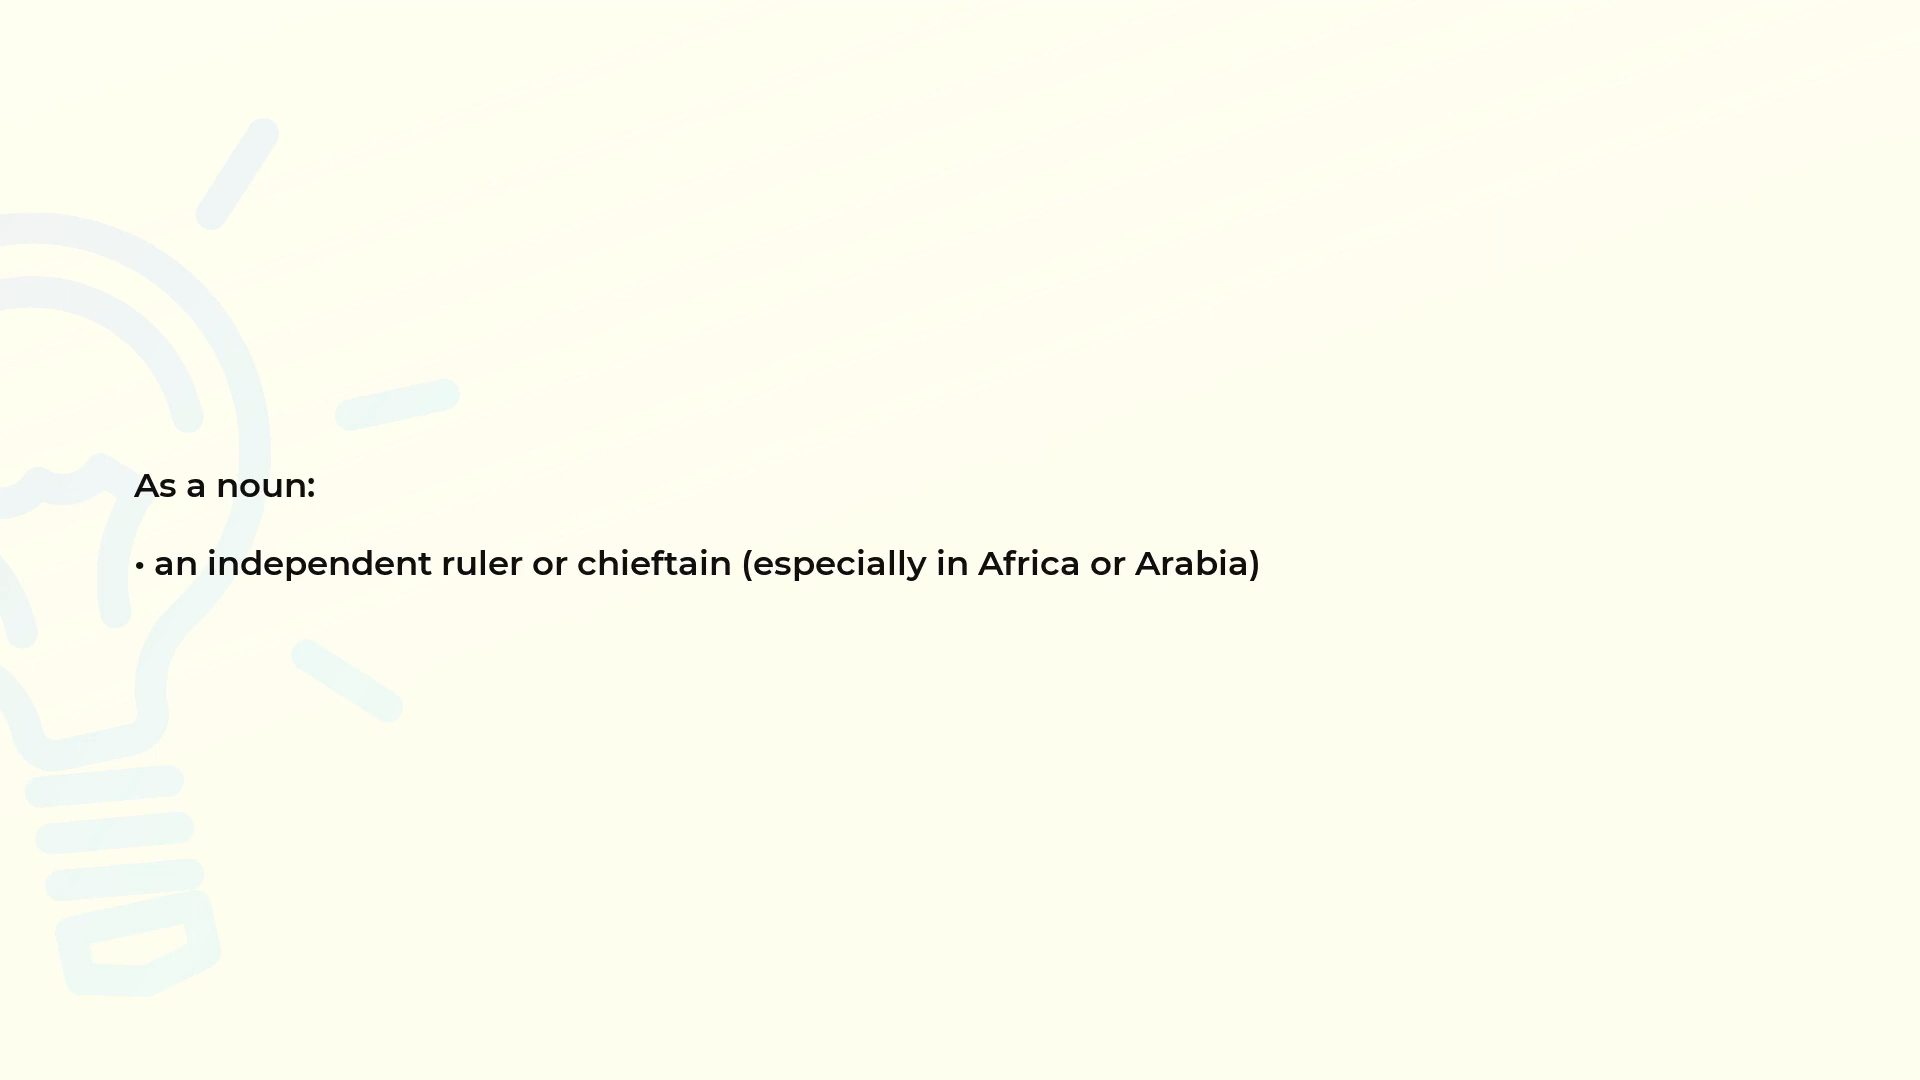 As a noun:
• an independent ruler or chieftain (especially in Africa or Arabia)